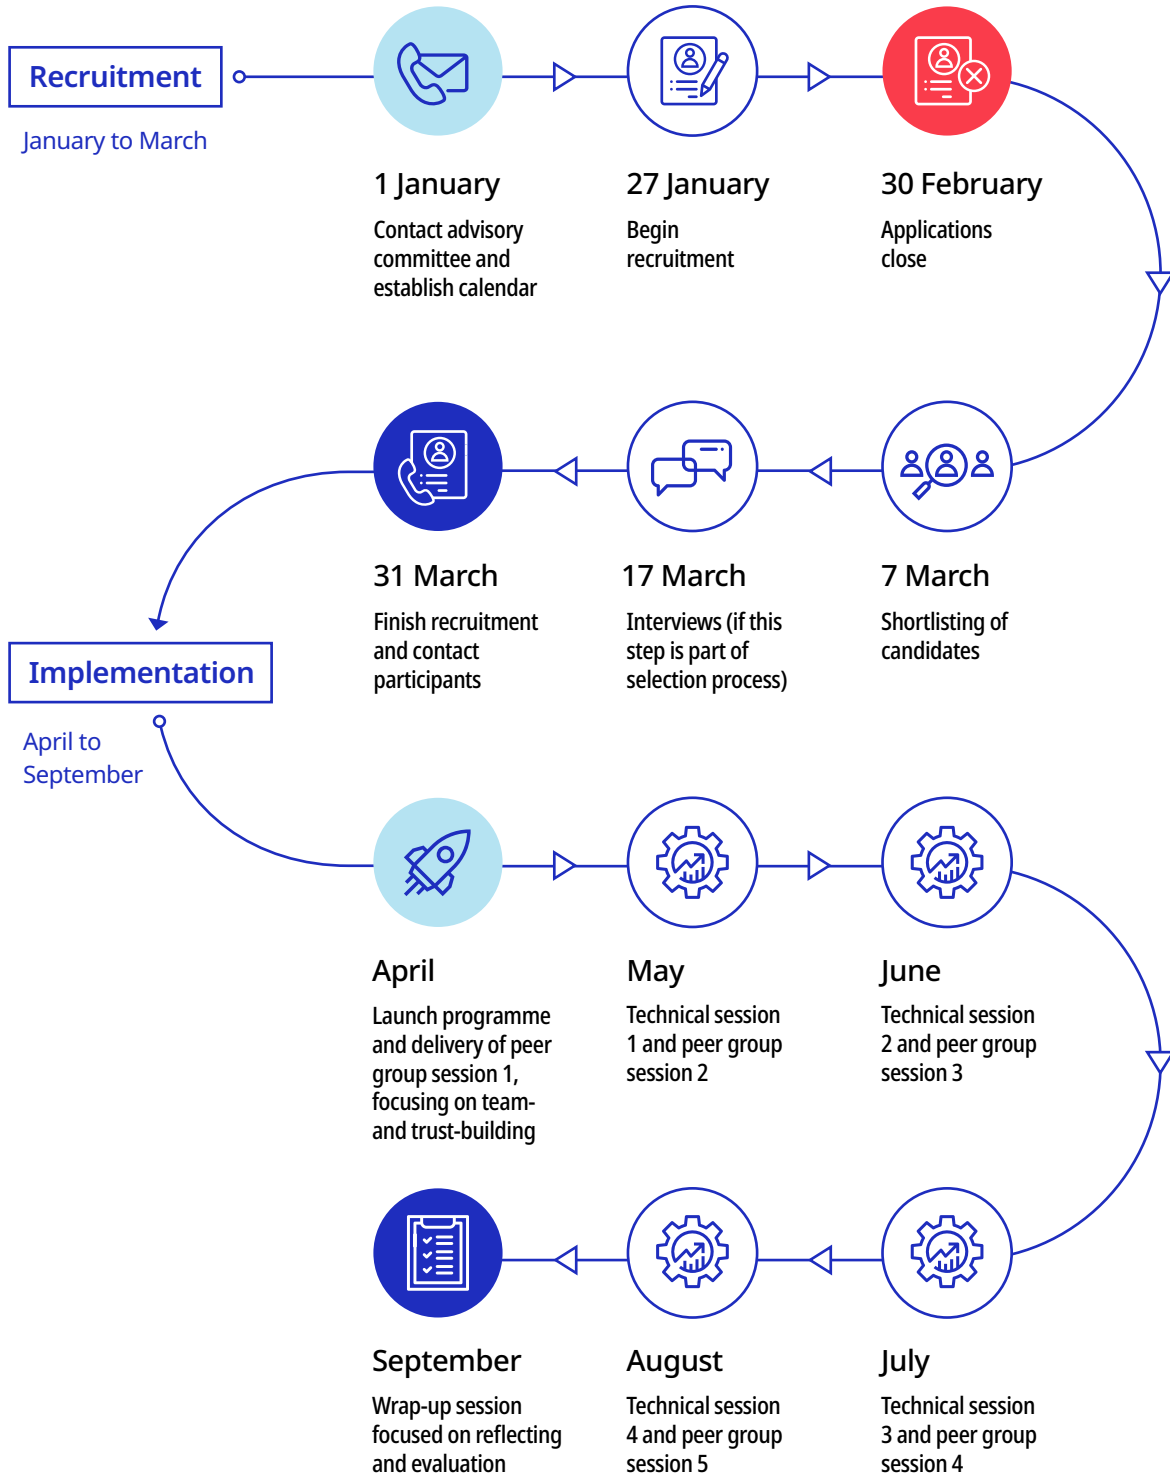 Recruitment
January to March
1 January
Contact advisory
committee and
establish calendar
27 January
Begin
recruitment
30 February
Applications
close
7 March
Shortlisting of
candidates
17 March
Interviews (if this
step is part of
selection process)
31 March
Finish recruitment
and contact
participants
Implementation
April to
September
April
Launch programme
and delivery of peer
group session 1,
focusing on team-
and trust-building
May
Technical session
1 and peer group
session 2
June
Technical session
2 and peer group
session 3
July
Technical session
3 and peer group
session 4
August
Technical session
4 and peer group
session 5
September
Wrap-up session
focused on reflecting
and evaluation